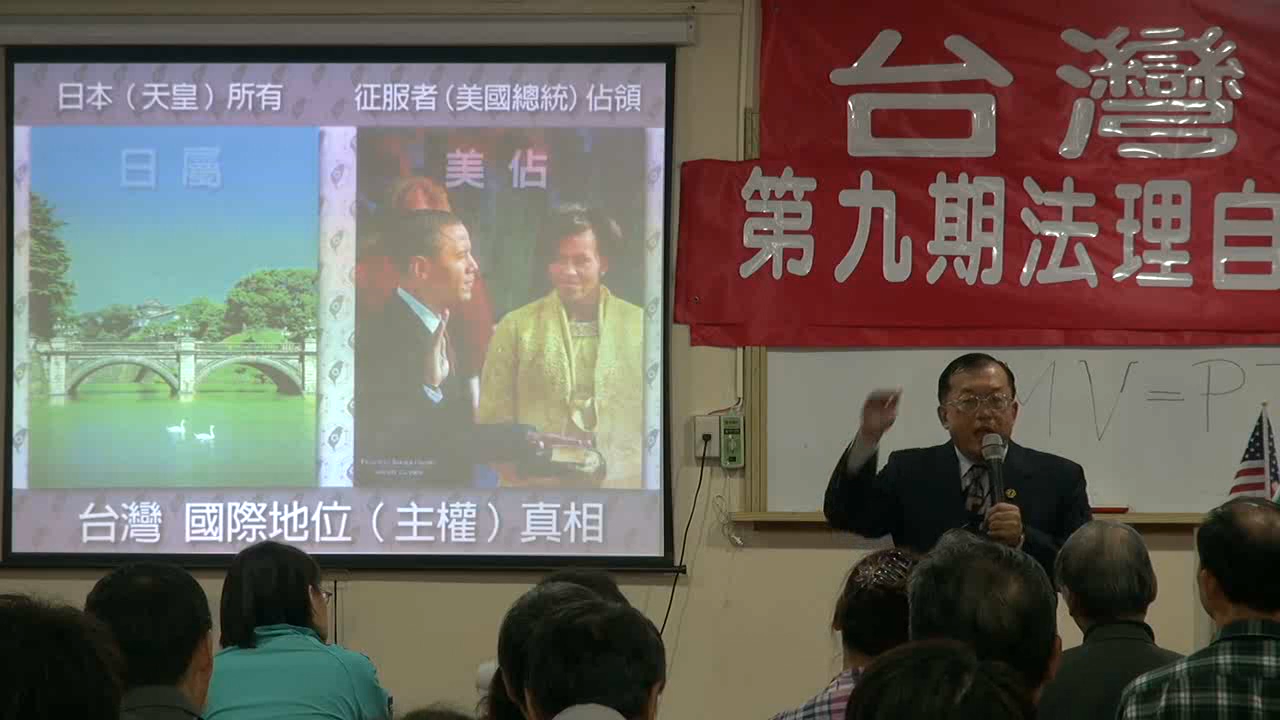 日本（天皇）所有
征服者（美國總統）佔領
日屬
美佔
台灣 國際地位（主權）真相
台灣
第九期法理自
MV=PT